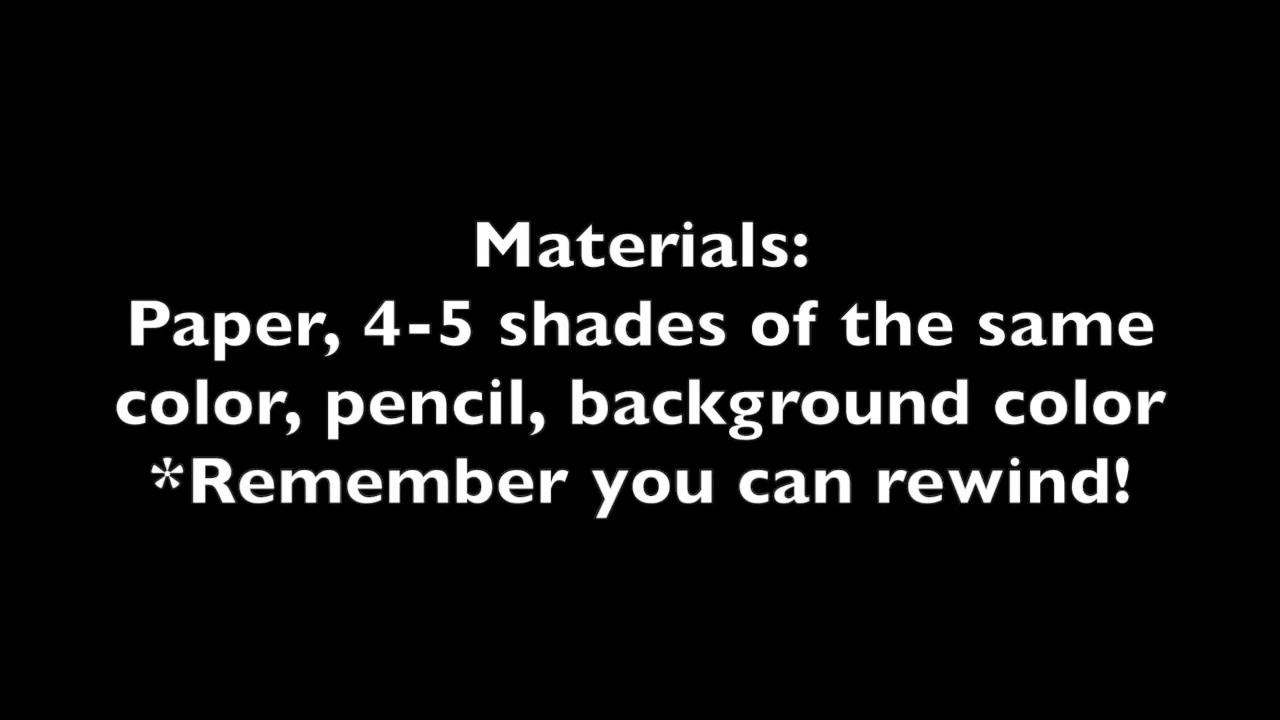 Materials:
Paper, 4-5 shades of the same
color, pencil, background color
*Remember you can rewind!